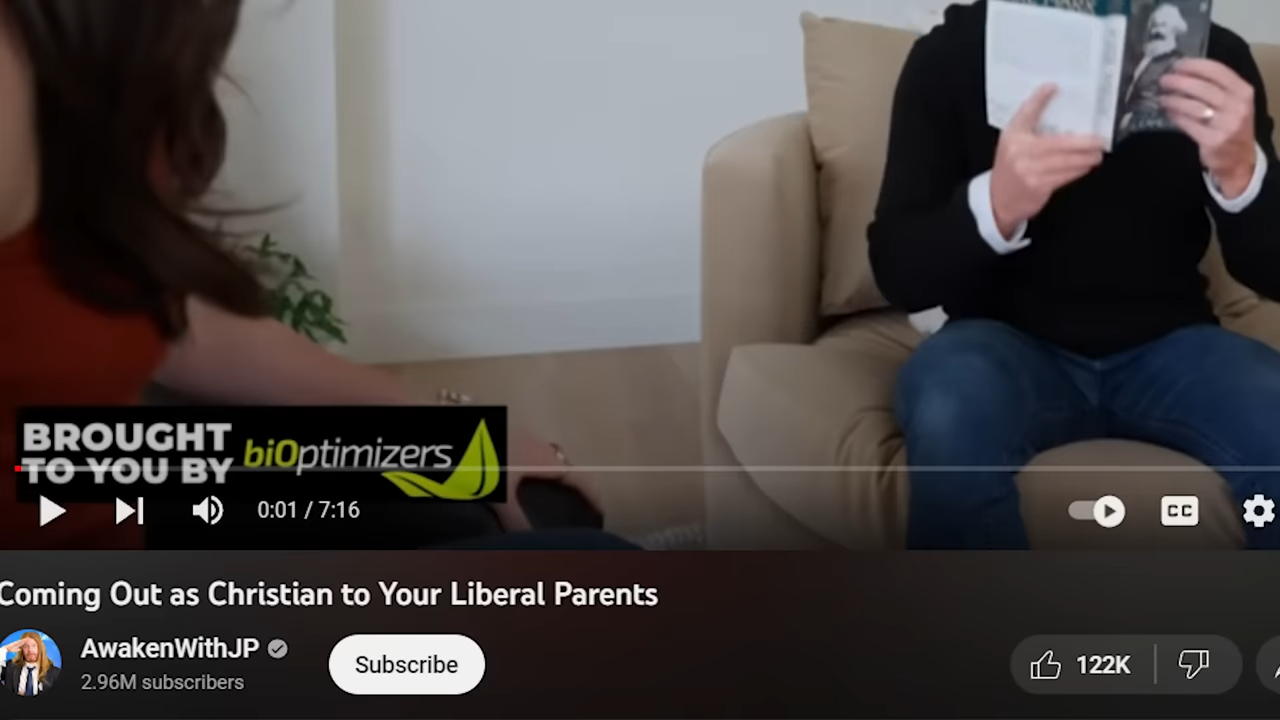 BROUGHT
TO YOU BY
biOptimizers
0:01 / 7:16
CC
Coming Out as Christian to Your Liberal Parents
AwakenWithJP
2.96M subscribers
Subscribe
122K